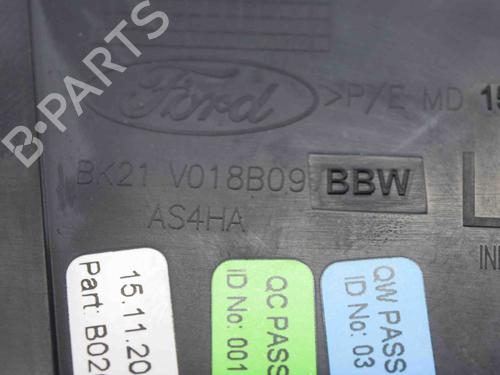 B-PARTS
Ford
>P/E MD 15
BK21 V018B09 BBW
AS4HA
15.11.20
Part: B02
QC PASS
ID No: 001
QW PASS
ID No: 03